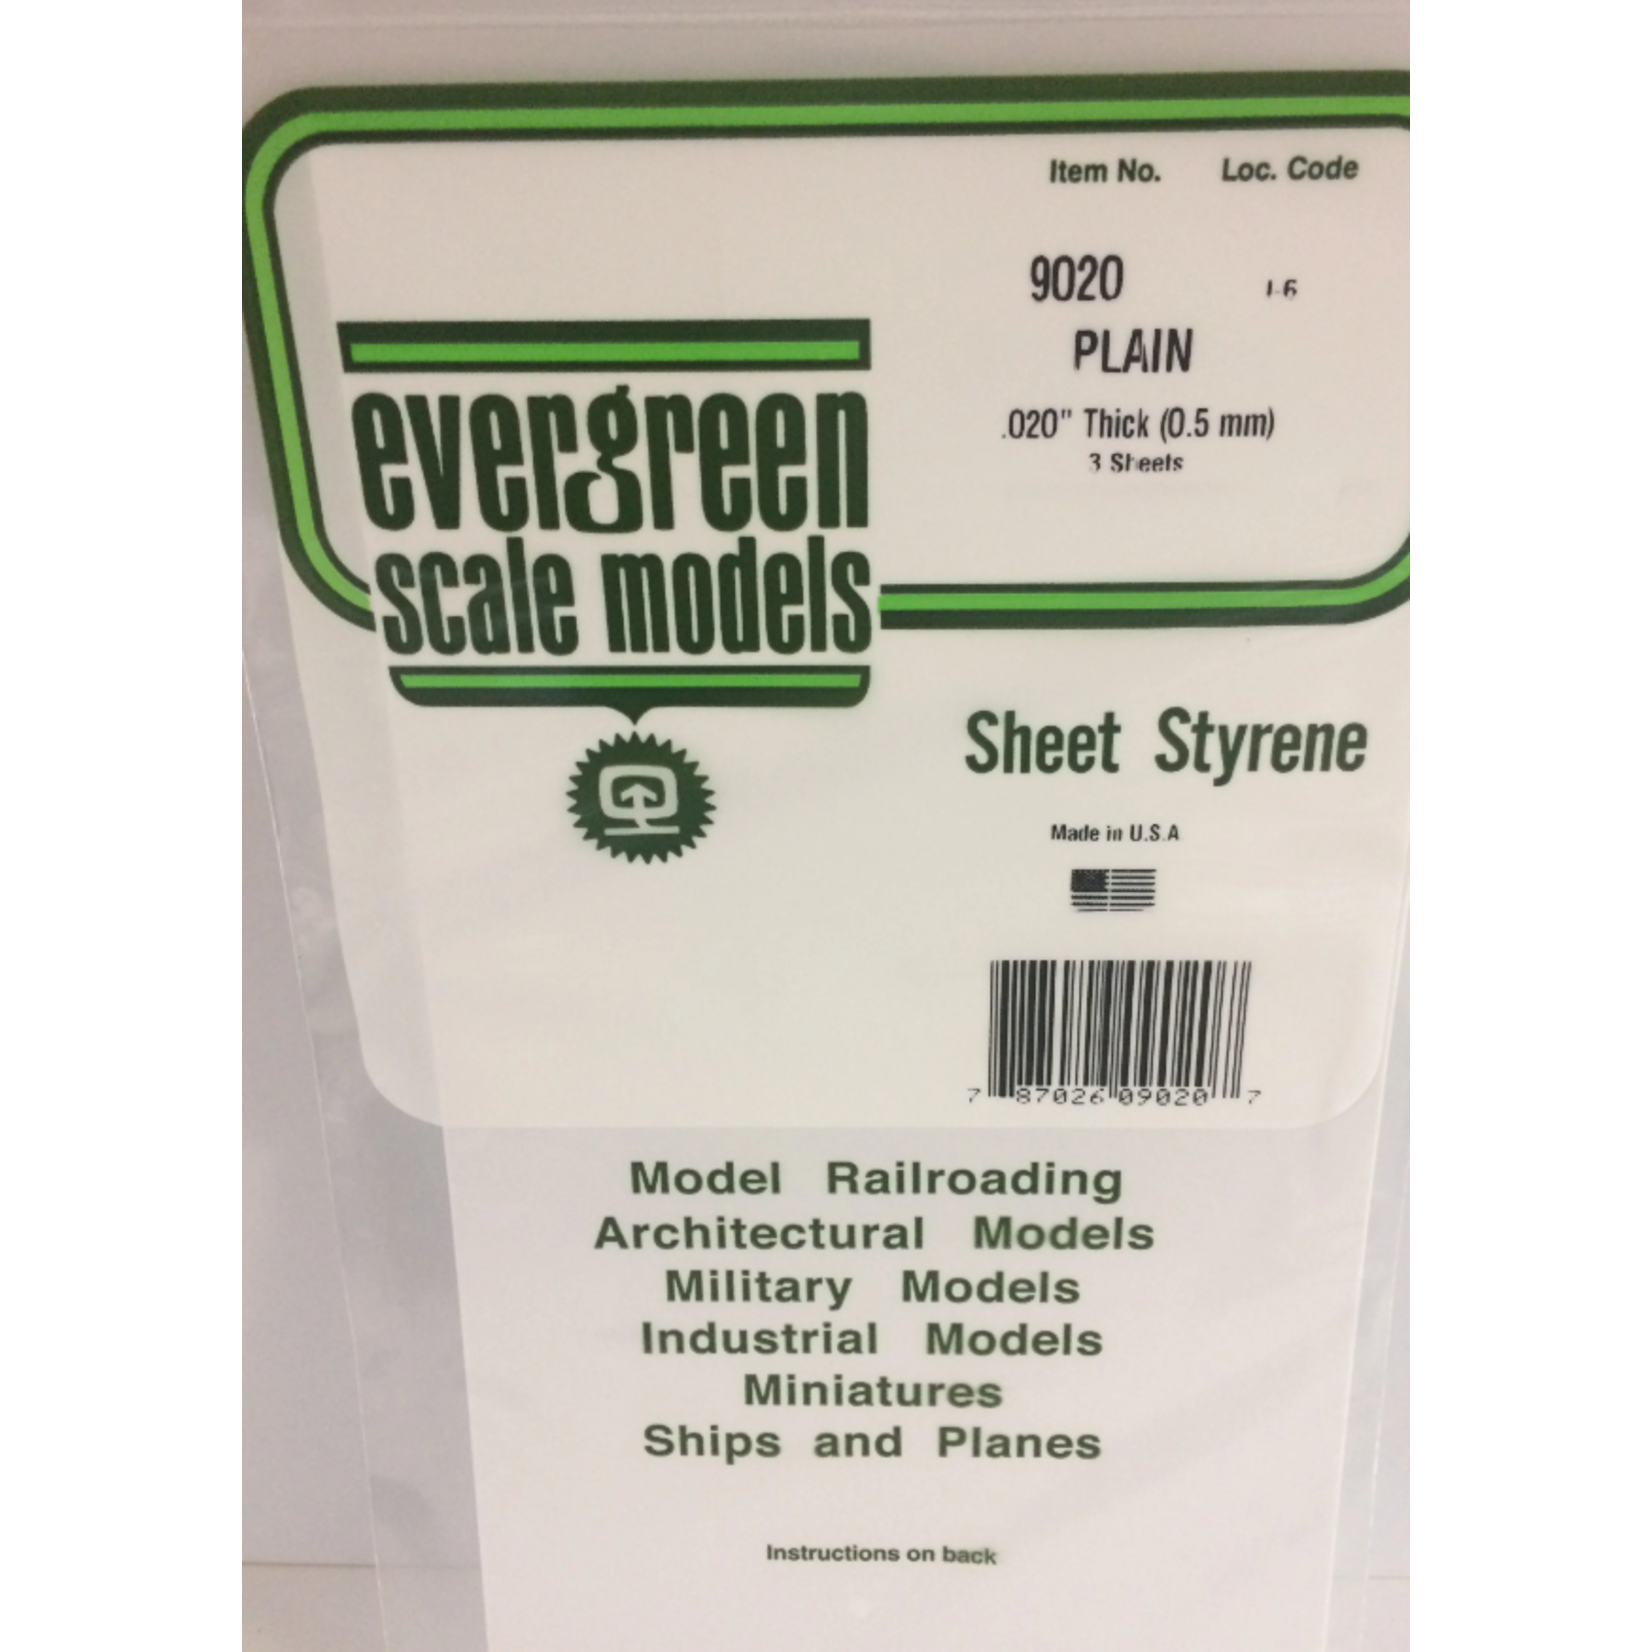 Item No. Loc. Code
9020
PLAIN
.020" Thick (0.5 mm)
3 Sheets
evergreen
scale models
Sheet Styrene
Made in U.S.A
7 87026 09020 7
Model Railroading
Architectural Models
Military Models
Industrial Models
Miniatures
Ships and Planes
Instructions on back